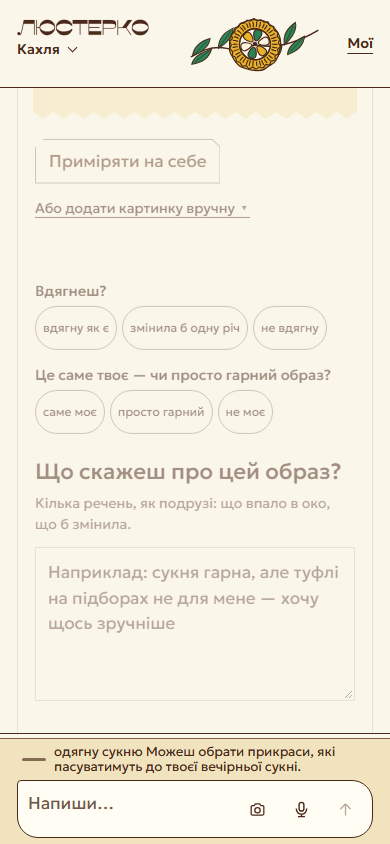 ЛЮСТЕРКО
Кахля
Мої
Приміряти на себе
Або додати картинку вручну
Вдягнеш?
вдягну як є
змінила б одну річ
не вдягну
Це саме твоє — чи просто гарний образ?
саме моє
просто гарний
не моє
Що скажеш про цей образ?
Кілька речень, як подрузі: що впало в око,
що б змінила.
Наприклад: сукня гарна, але туфлі
на підборах не для мене — хочу
щось зручніше
одягну сукню Можеш обрати прикраси, які
пасуватимуть до твоєї вечірньої сукні.
Напиши...